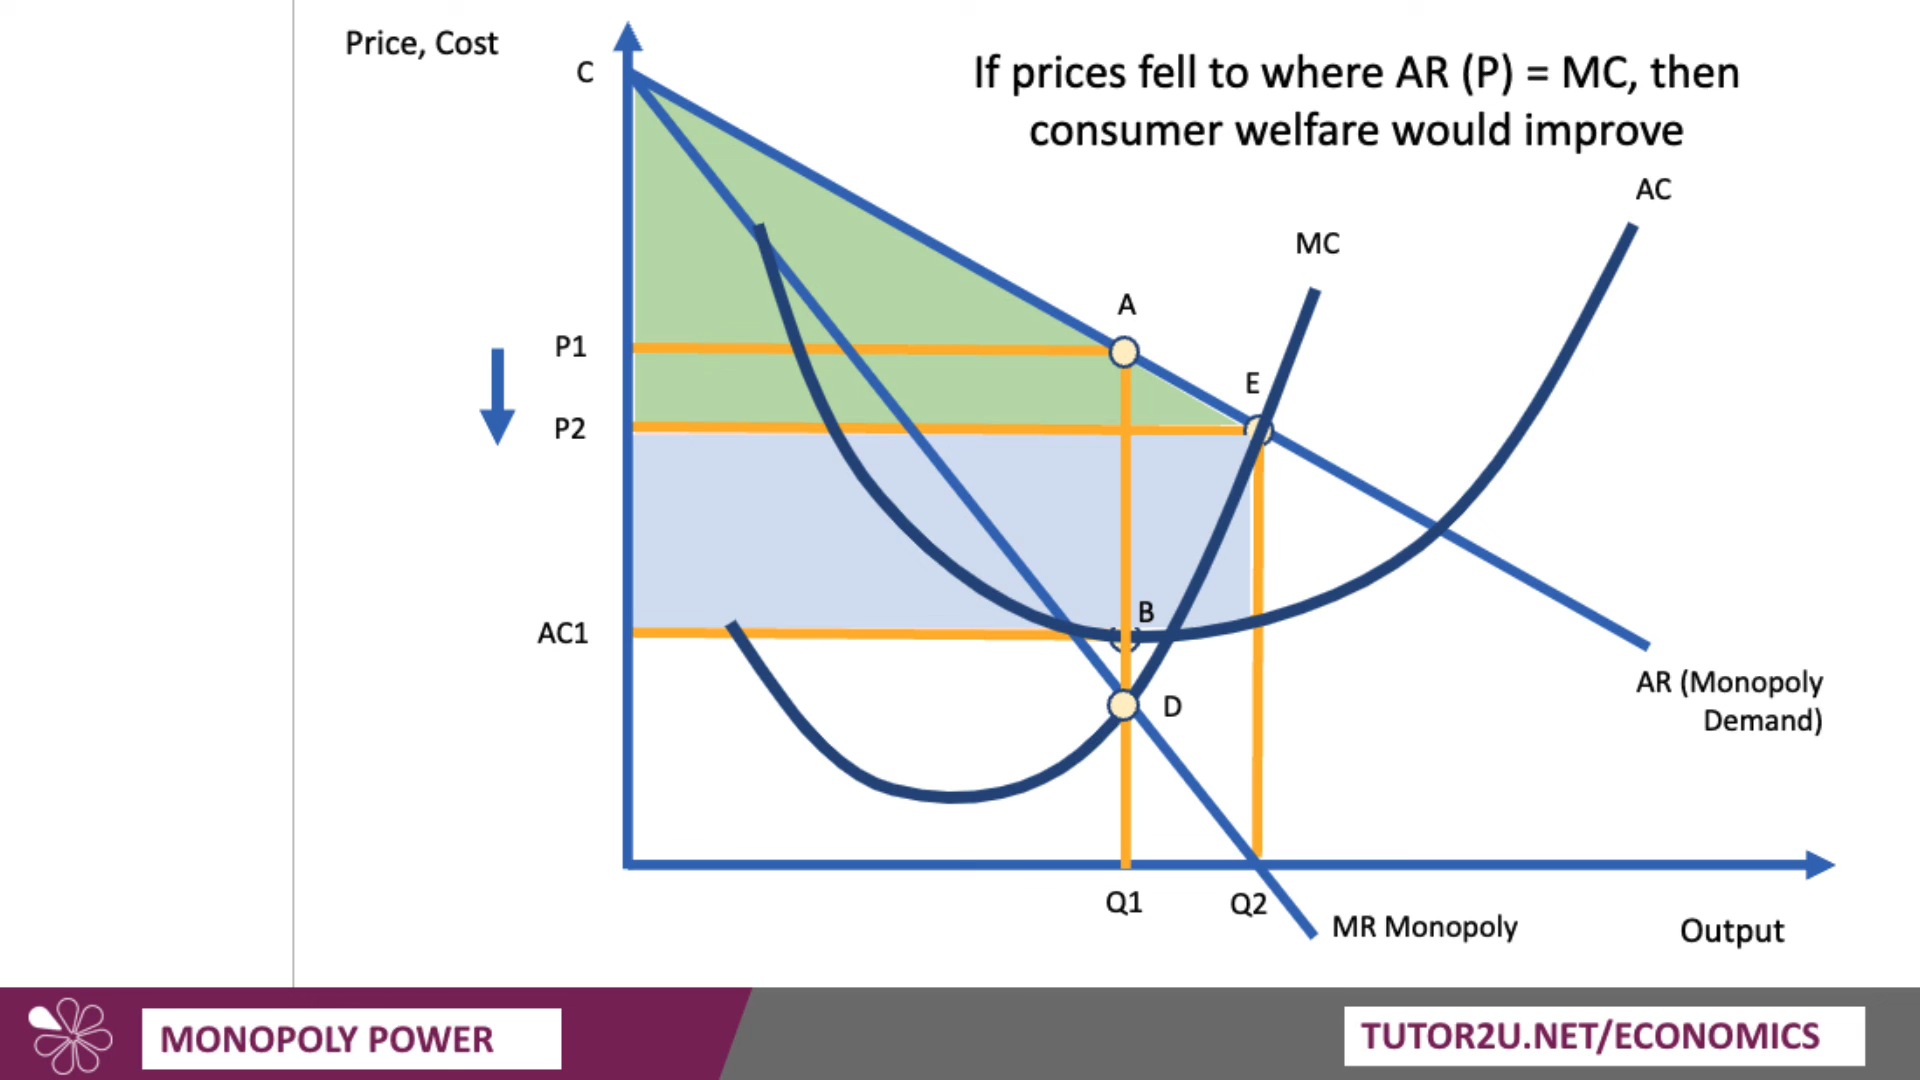 Price, Cost
C
If prices fell to where AR (P) = MC, then
consumer welfare would improve
AC
MC
A
P1
E
P2
B
AC1
AR (Monopoly
Demand)
D
Q1
Q2
MR Monopoly
Output
MONOPOLY POWER
TUTOR2U.NET/ECONOMICS